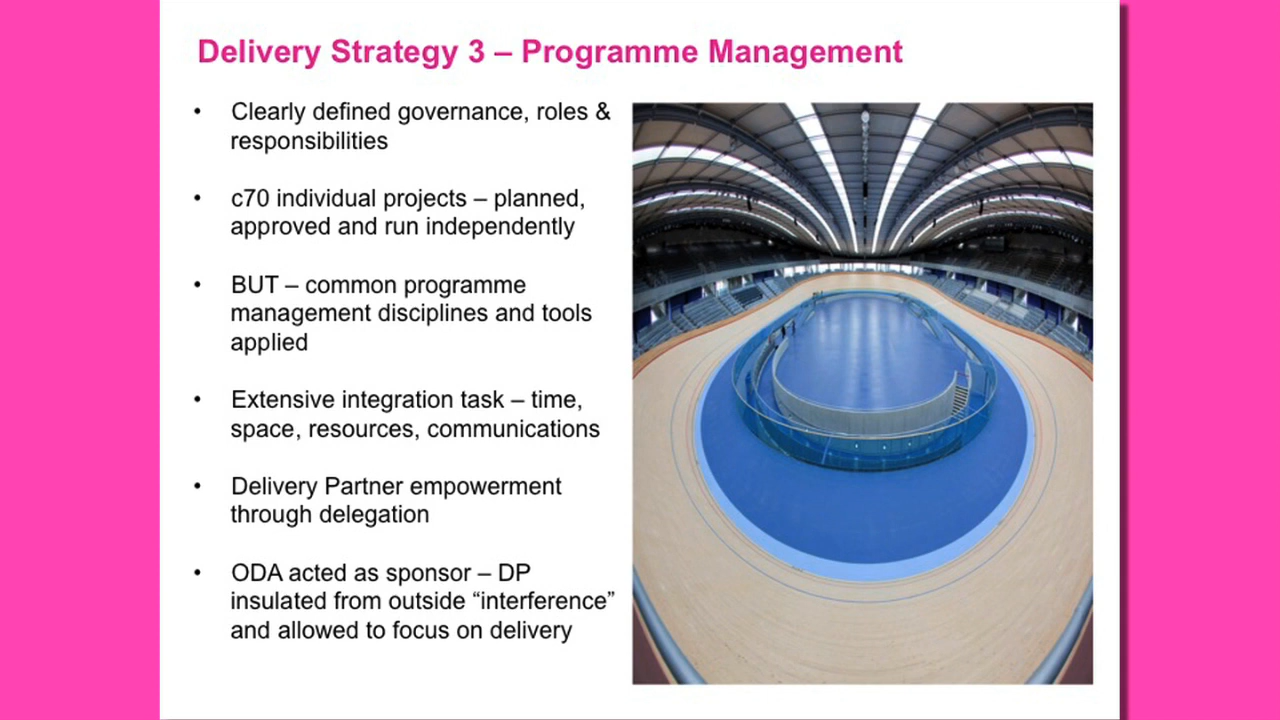 Delivery Strategy 3 – Programme Management
• Clearly defined governance, roles &
responsibilities
• c70 individual projects – planned,
approved and run independently
• BUT – common programme
management disciplines and tools
applied
• Extensive integration task – time,
space, resources, communications
• Delivery Partner empowerment
through delegation
• ODA acted as sponsor – DP
insulated from outside “interference”
and allowed to focus on delivery